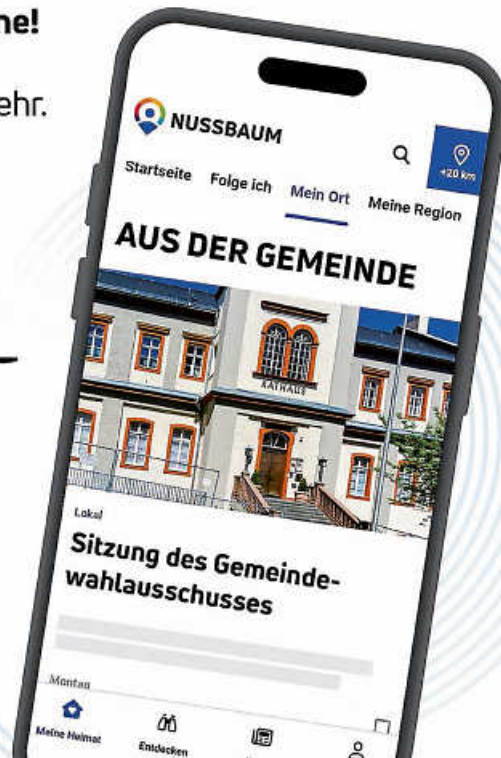 ne!
ehr.
NUSSBAUM
+20 km
Startseite Folge ich Mein Ort Meine Region
AUS DER GEMEINDE
RATHAUS
Lokal
Sitzung des Gemeinde-
wahlausschusses
Montag
Meine Heimat Entdecken